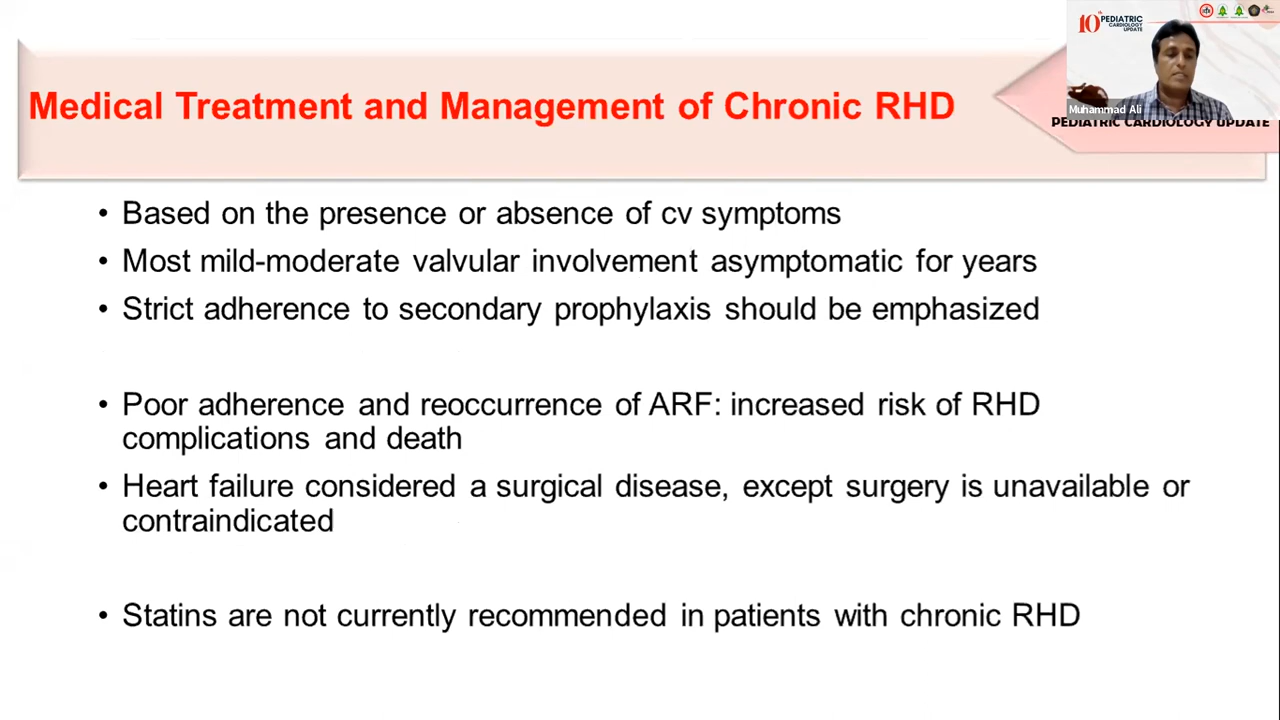 Medical Treatment and Management of Chronic RHD
10th PEDIATRIC
CARDIOLOGY
UPDATE
Muhammad Ali
PEDIATRIC CARDIOLOGY UPDATE
• Based on the presence or absence of cv symptoms
• Most mild-moderate valvular involvement asymptomatic for years
• Strict adherence to secondary prophylaxis should be emphasized
• Poor adherence and reoccurrence of ARF: increased risk of RHD
complications and death
• Heart failure considered a surgical disease, except surgery is unavailable or
contraindicated
• Statins are not currently recommended in patients with chronic RHD